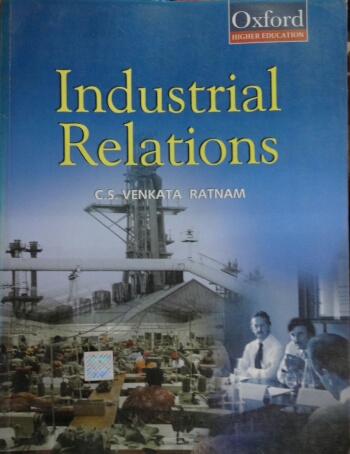 Oxford
HIGHER EDUCATION
Industrial
Relations
C.S. VENKATA RATNAM